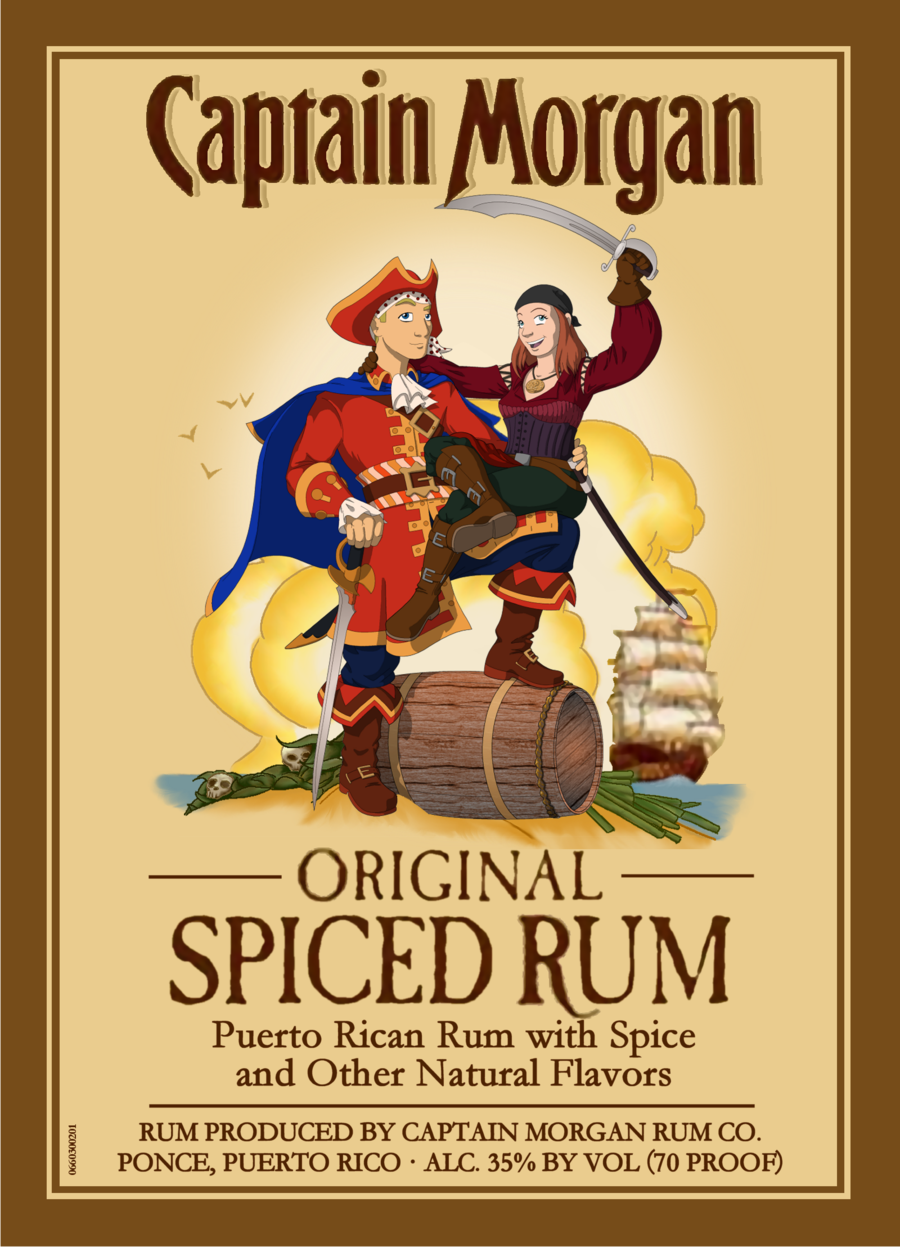 Captain Morgan
ORIGINAL
SPICED RUM
Puerto Rican Rum with Spice
and Other Natural Flavors
RUM PRODUCED BY CAPTAIN MORGAN RUM CO.
PONCE, PUERTO RICO · ALC. 35% BY VOL (70 PROOF)
0660300201